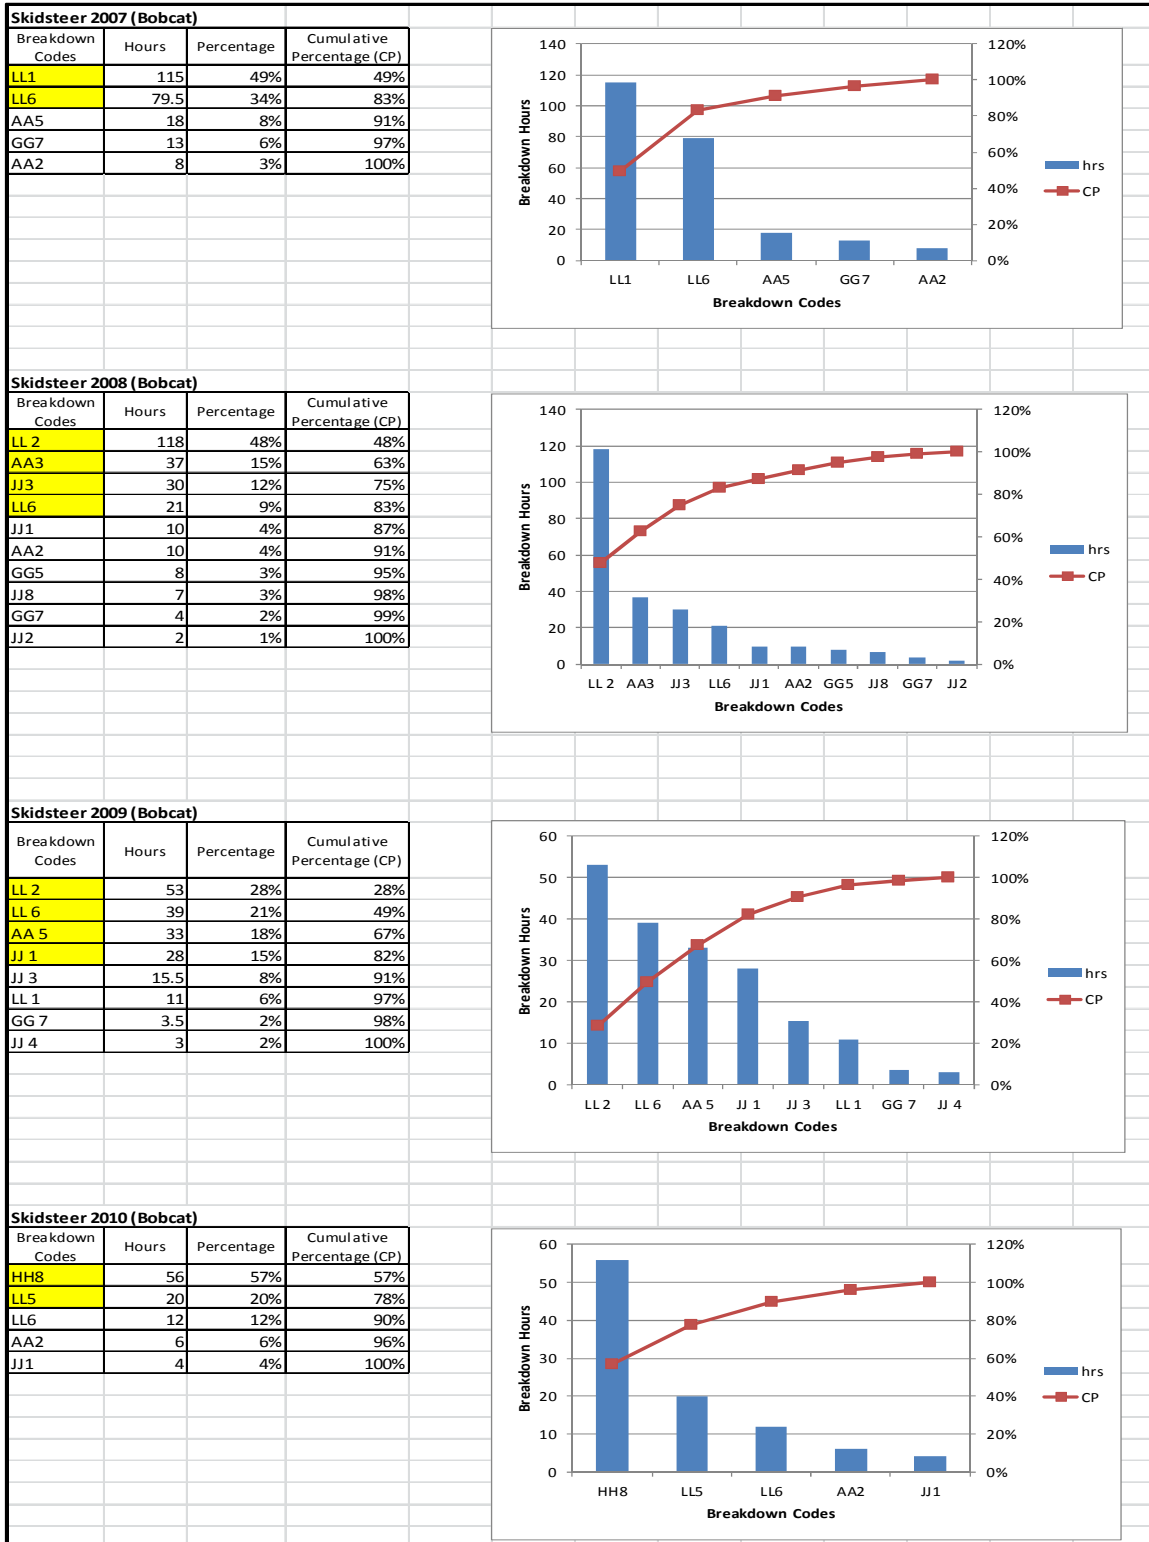 Skidsteer 2007 (Bobcat)
Breakdown Codes Hours Percentage Cumulative Percentage (CP)
LL1 115 49% 49%
LL6 79.5 34% 83%
AA5 18 8% 91%
GG7 13 6% 97%
AA2 8 3% 100%
140 120%
120 100%
100 80%
80 60%
60 40%
40 20%
20 0%
0
Breakdown Hours
hrs
CP
LL1 LL6 AA5 GG7 AA2
Breakdown Codes
Skidsteer 2008 (Bobcat)
Breakdown Codes Hours Percentage Cumulative Percentage (CP)
LL 2 118 48% 48%
AA3 37 15% 63%
JJ3 30 12% 75%
LL6 21 9% 83%
JJ1 10 4% 87%
AA2 10 4% 91%
GG5 8 3% 95%
JJ8 7 3% 98%
GG7 4 2% 99%
JJ2 2 1% 100%
140 120%
120 100%
100 80%
80 60%
60 40%
40 20%
20 0%
0
Breakdown Hours
hrs
CP
LL 2 AA3 JJ3 LL6 JJ1 AA2 GG5 JJ8 GG7 JJ2
Breakdown Codes
Skidsteer 2009 (Bobcat)
Breakdown Codes Hours Percentage Cumulative Percentage (CP)
LL 2 53 28% 28%
LL 6 39 21% 49%
AA 5 33 18% 67%
JJ 1 28 15% 82%
JJ 3 15.5 8% 91%
LL 1 11 6% 97%
GG 7 3.5 2% 98%
JJ 4 3 2% 100%
60 120%
50 100%
40 80%
30 60%
20 40%
10 20%
0 0%
Breakdown Hours
hrs
CP
LL 2 LL 6 AA 5 JJ 1 JJ 3 LL 1 GG 7 JJ 4
Breakdown Codes
Skidsteer 2010 (Bobcat)
Breakdown Codes Hours Percentage Cumulative Percentage (CP)
HH8 56 57% 57%
LL5 20 20% 78%
LL6 12 12% 90%
AA2 6 6% 96%
JJ1 4 4% 100%
60 120%
50 100%
40 80%
30 60%
20 40%
10 20%
0 0%
Breakdown Hours
hrs
CP
HH8 LL5 LL6 AA2 JJ1
Breakdown Codes